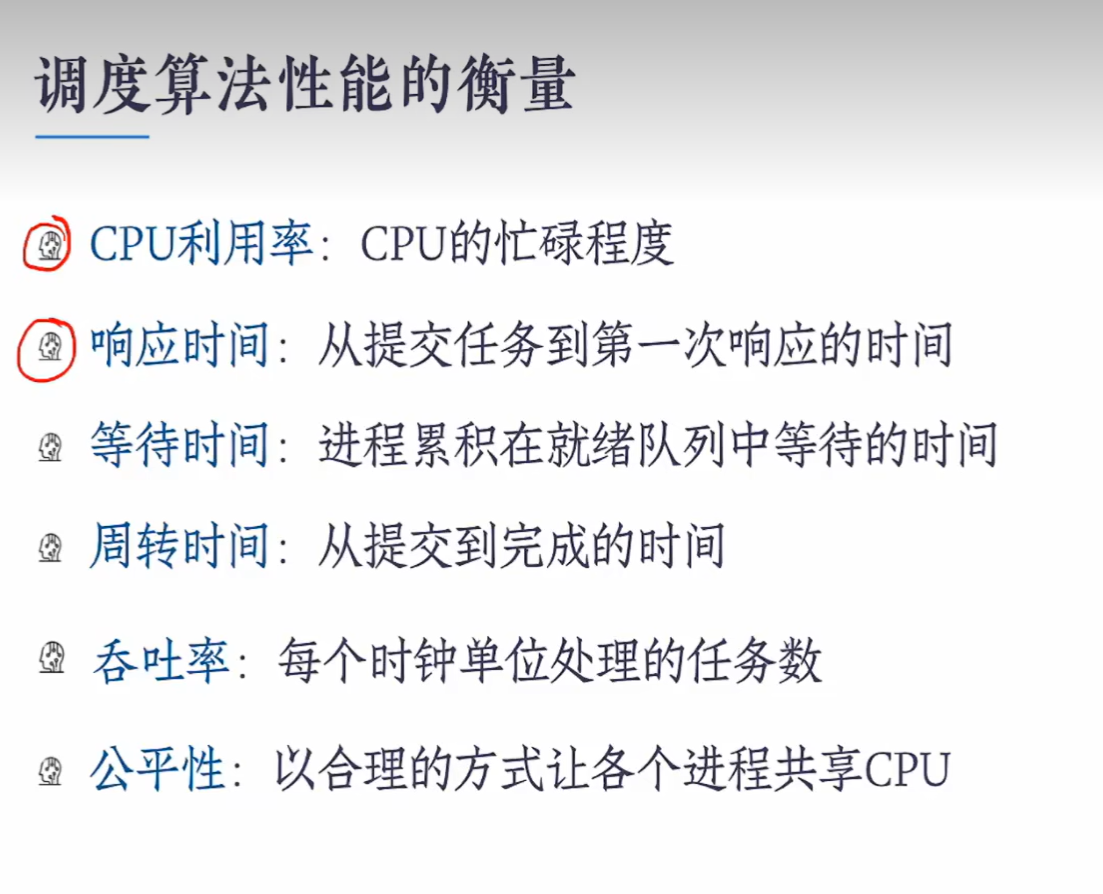 调度算法性能的衡量
CPU利用率：CPU的忙碌程度
响应时间：从提交任务到第一次响应的时间
等待时间：进程累积在就绪队列中等待的时间
周转时间：从提交到完成的时间
吞吐率：每个时钟单位处理的任务数
公平性：以合理的方式让各个进程共享CPU